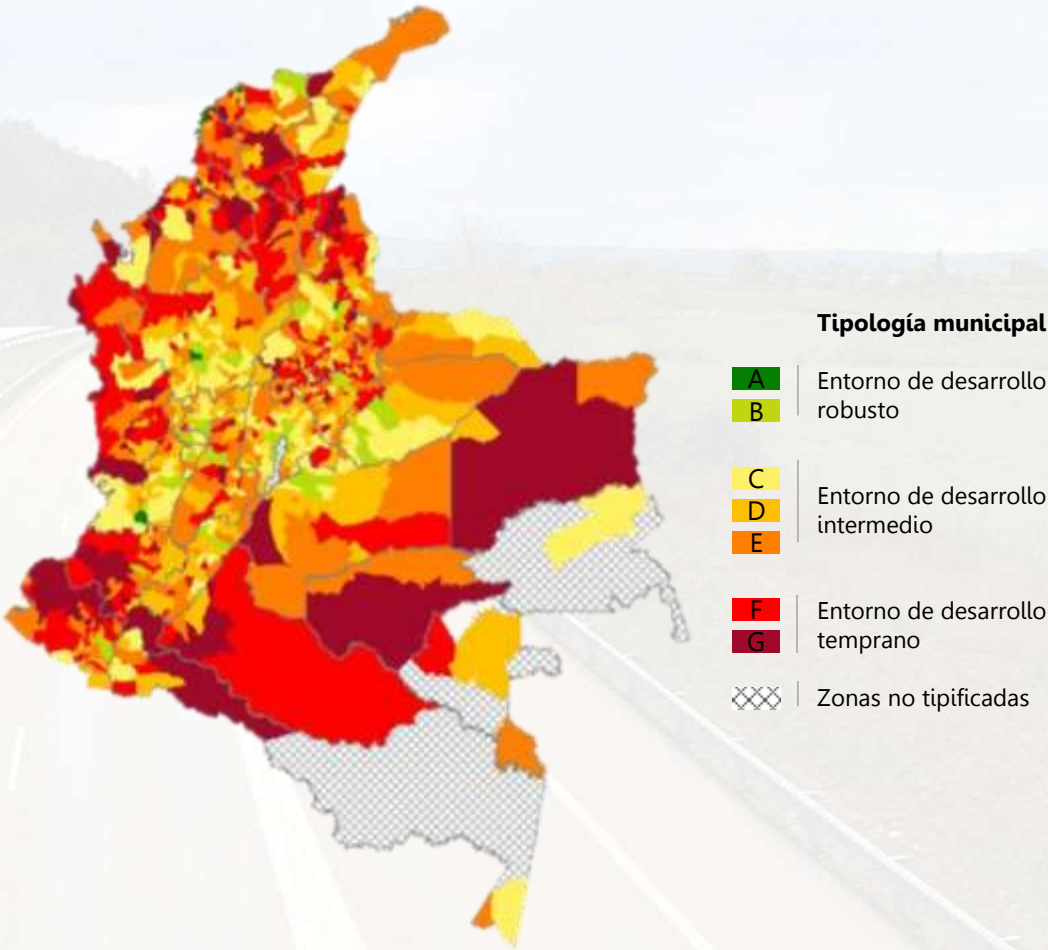 Tipología municipal
A
B
Entorno de desarrollo
robusto
C
D
E
Entorno de desarrollo
intermedio
F
G
Entorno de desarrollo
temprano
Zonas no tipificadas